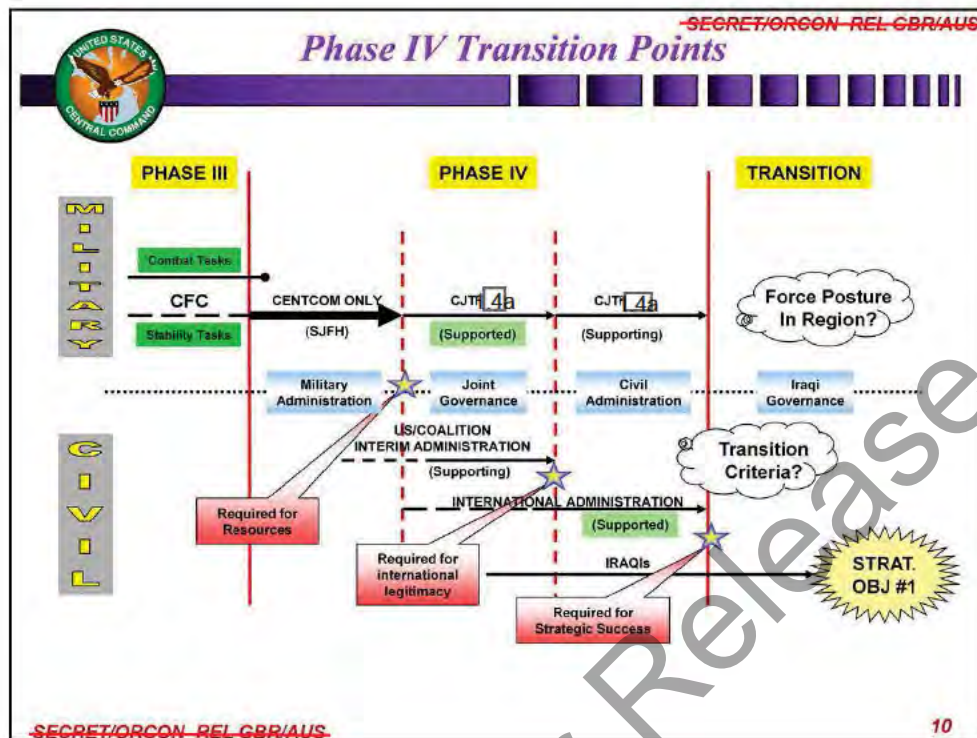 SECRET/ORCON REL GBR/AUS
Phase IV Transition Points
UNITED STATES
CENTRAL COMMAND
PHASE III
PHASE IV
TRANSITION
MILITARY
Combat Tasks
CFC
Stability Tasks
CENTCOM ONLY
(SJFH)
CJTF
1.4a
(Supported)
CJTF
1.4a
(Supporting)
Force Posture
In Region?
Military
Administration
Joint
Governance
Civil
Administration
Iraqi
Governance
CIVIL
US/COALITION
INTERIM ADMINISTRATION
(Supporting)
Transition
Criteria?
INTERNATIONAL ADMINISTRATION
(Supported)
Required for
Resources
Required for
international
legitimacy
IRAQIs
Required for
Strategic Success
STRAT.
OBJ #1
Release
SECRET/ORCON REL GBR/AUS
10